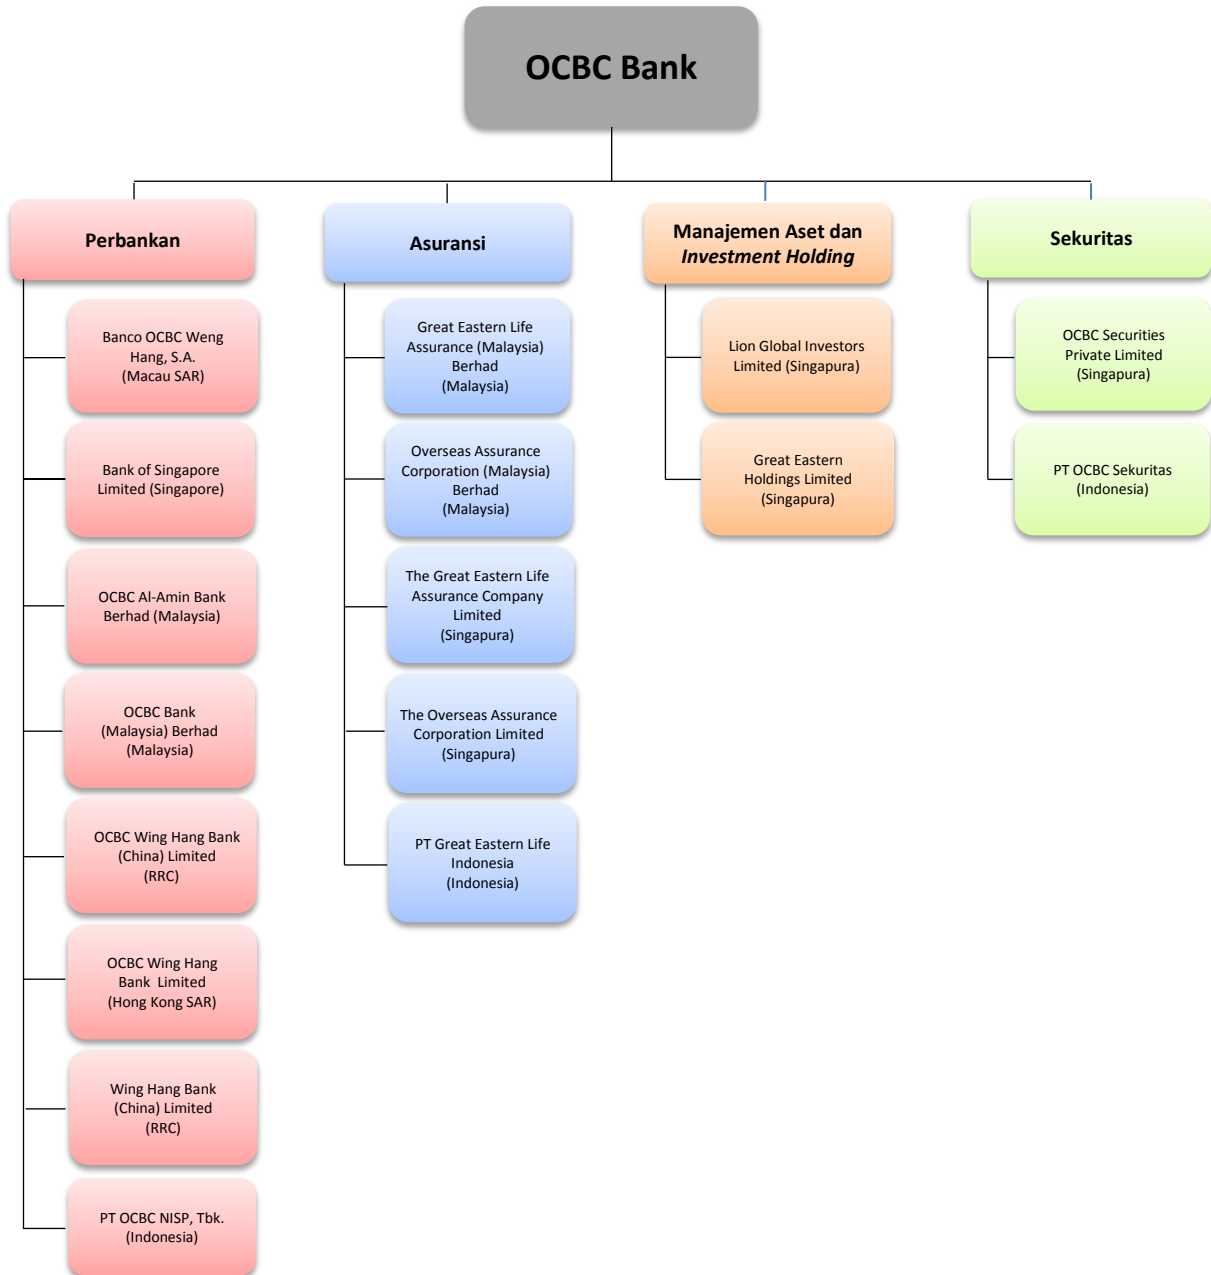 OCBC Bank
Perbankan
Banco OCBC Weng
Hang, S.A.
(Macau SAR)
Bank of Singapore
Limited (Singapore)
OCBC Al-Amin Bank
Berhad (Malaysia)
OCBC Bank
(Malaysia) Berhad
(Malaysia)
OCBC Wing Hang Bank
(China) Limited
(RRC)
OCBC Wing Hang
Bank Limited
(Hong Kong SAR)
Wing Hang Bank
(China) Limited
(RRC)
PT OCBC NISP, Tbk.
(Indonesia)
Asuransi
Great Eastern Life
Assurance (Malaysia)
Berhad
(Malaysia)
Overseas Assurance
Corporation (Malaysia)
Berhad
(Malaysia)
The Great Eastern Life
Assurance Company
Limited
(Singapura)
The Overseas Assurance
Corporation Limited
(Singapura)
PT Great Eastern Life
Indonesia
(Indonesia)
Manajemen Aset dan
Investment Holding
Lion Global Investors
Limited (Singapura)
Great Eastern
Holdings Limited
(Singapura)
Sekuritas
OCBC Securities
Private Limited
(Singapura)
PT OCBC Sekuritas
(Indonesia)